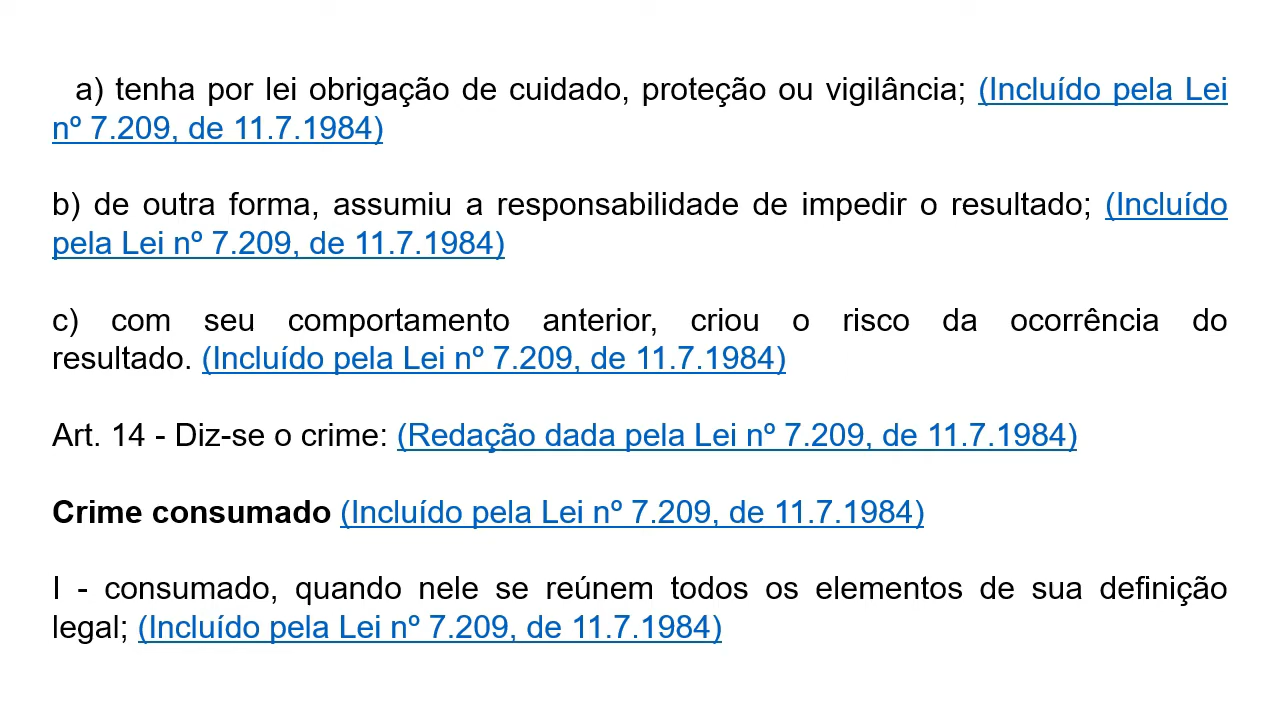 a) tenha por lei obrigação de cuidado, proteção ou vigilância; (Incluído pela Lei
nº 7.209, de 11.7.1984)
b) de outra forma, assumiu a responsabilidade de impedir o resultado; (Incluído
pela Lei nº 7.209, de 11.7.1984)
c) com seu comportamento anterior, criou o risco da ocorrência do
resultado. (Incluído pela Lei nº 7.209, de 11.7.1984)
Art. 14 - Diz-se o crime: (Redação dada pela Lei nº 7.209, de 11.7.1984)
Crime consumado (Incluído pela Lei nº 7.209, de 11.7.1984)
I - consumado, quando nele se reúnem todos os elementos de sua definição
legal; (Incluído pela Lei nº 7.209, de 11.7.1984)